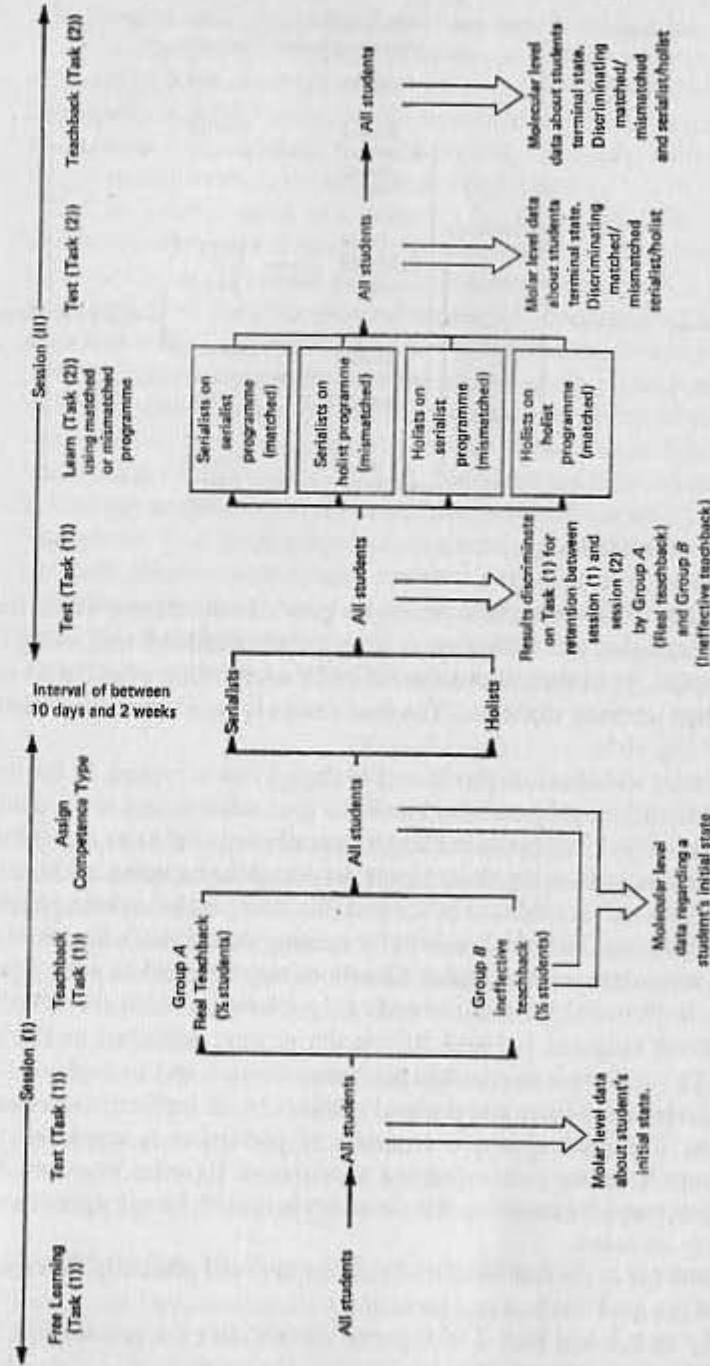 Session (I)
Free Learning
(Task (1))
Test (Task (1))
Teachback
(Task (1))
Assign
Competence Type
Interval of between
10 days and 2 weeks
Session (II)
Test (Task (1))
Learn (Task (2))
using matched
or mismatched
programme
Test (Task (2))
Teachback (Task (2))
All students
All students
Molar level data
about student's
initial state.
Group A
Real Teachback
(% students)
Group B
ineffective
teachback
(% students)
All students
Molecular level
data regarding a
student's initial state
Serialists
Holists
All students
Results discriminate
on Task (1) for
retention between
session (1) and
session (2)
by Group A
(Real teachback)
and Group B
(Ineffective teach-back)
Serialists on
serialist
programme
(matched)
Serialists on
holist programme
(mismatched)
Holists on
serialist
programme
(mismatched)
Holists on
holist
programme
(matched)
All students
Molar level data
about students
terminal state.
Discriminating
matched/
mismatched
serialist/holist
All students
Molecular level
data about students
terminal state.
Discriminating
matched/
mismatched
and serialist/holist